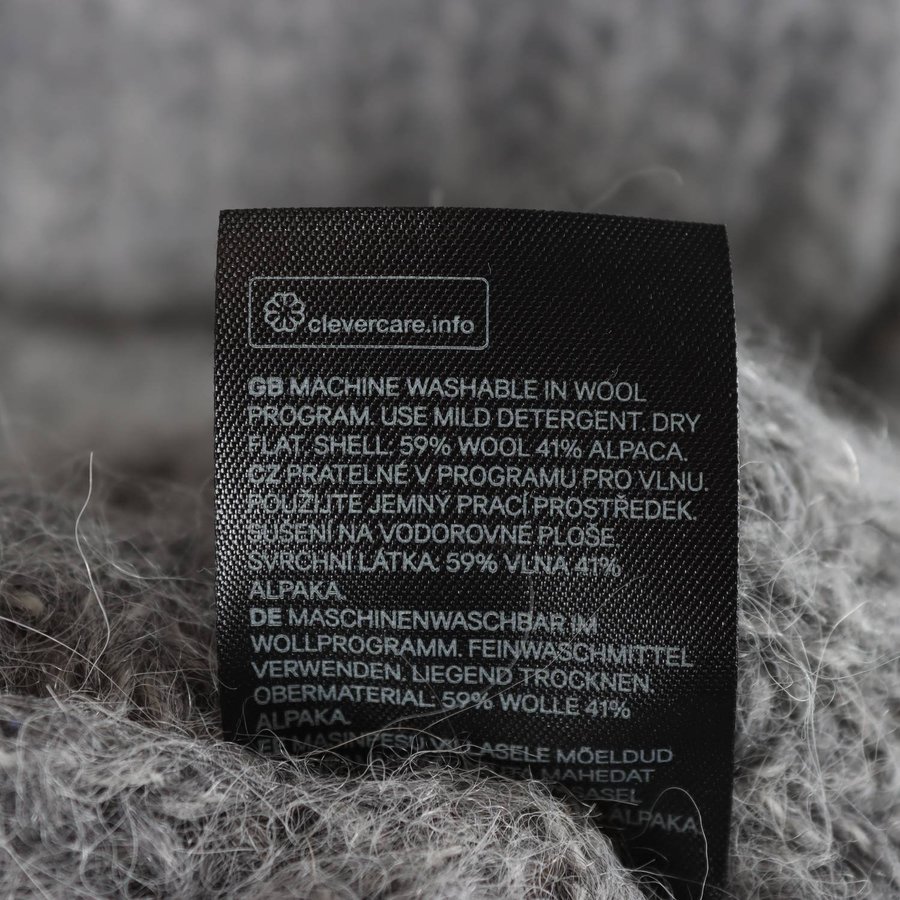 clevercare.info
GB MACHINE WASHABLE IN WOOL
PROGRAM. USE MILD DETERGENT. DRY
FLAT. SHELL: 59% WOOL 41% ALPACA.
CZ PRATELNÉ V PROGRAMU PRO VLNU.
POUŽIJTE JEMNÝ PRACÍ PROSTŘEDEK.
SUŠENÍ NA VODOROVNÉ PLOŠE.
SVRCHNÍ LÁTKA: 59% VLNA 41%
ALPAKA.
DE MASCHINENWASCHBAR IM
WOLLPROGRAMM. FEINWASCHMITTEL
VERWENDEN. LIEGEND TROCKNEN.
OBERMATERIAL: 59% WOLLE 41%
ALPAKA.
MÕELDUD
MAHEDAT
ALPAKA.